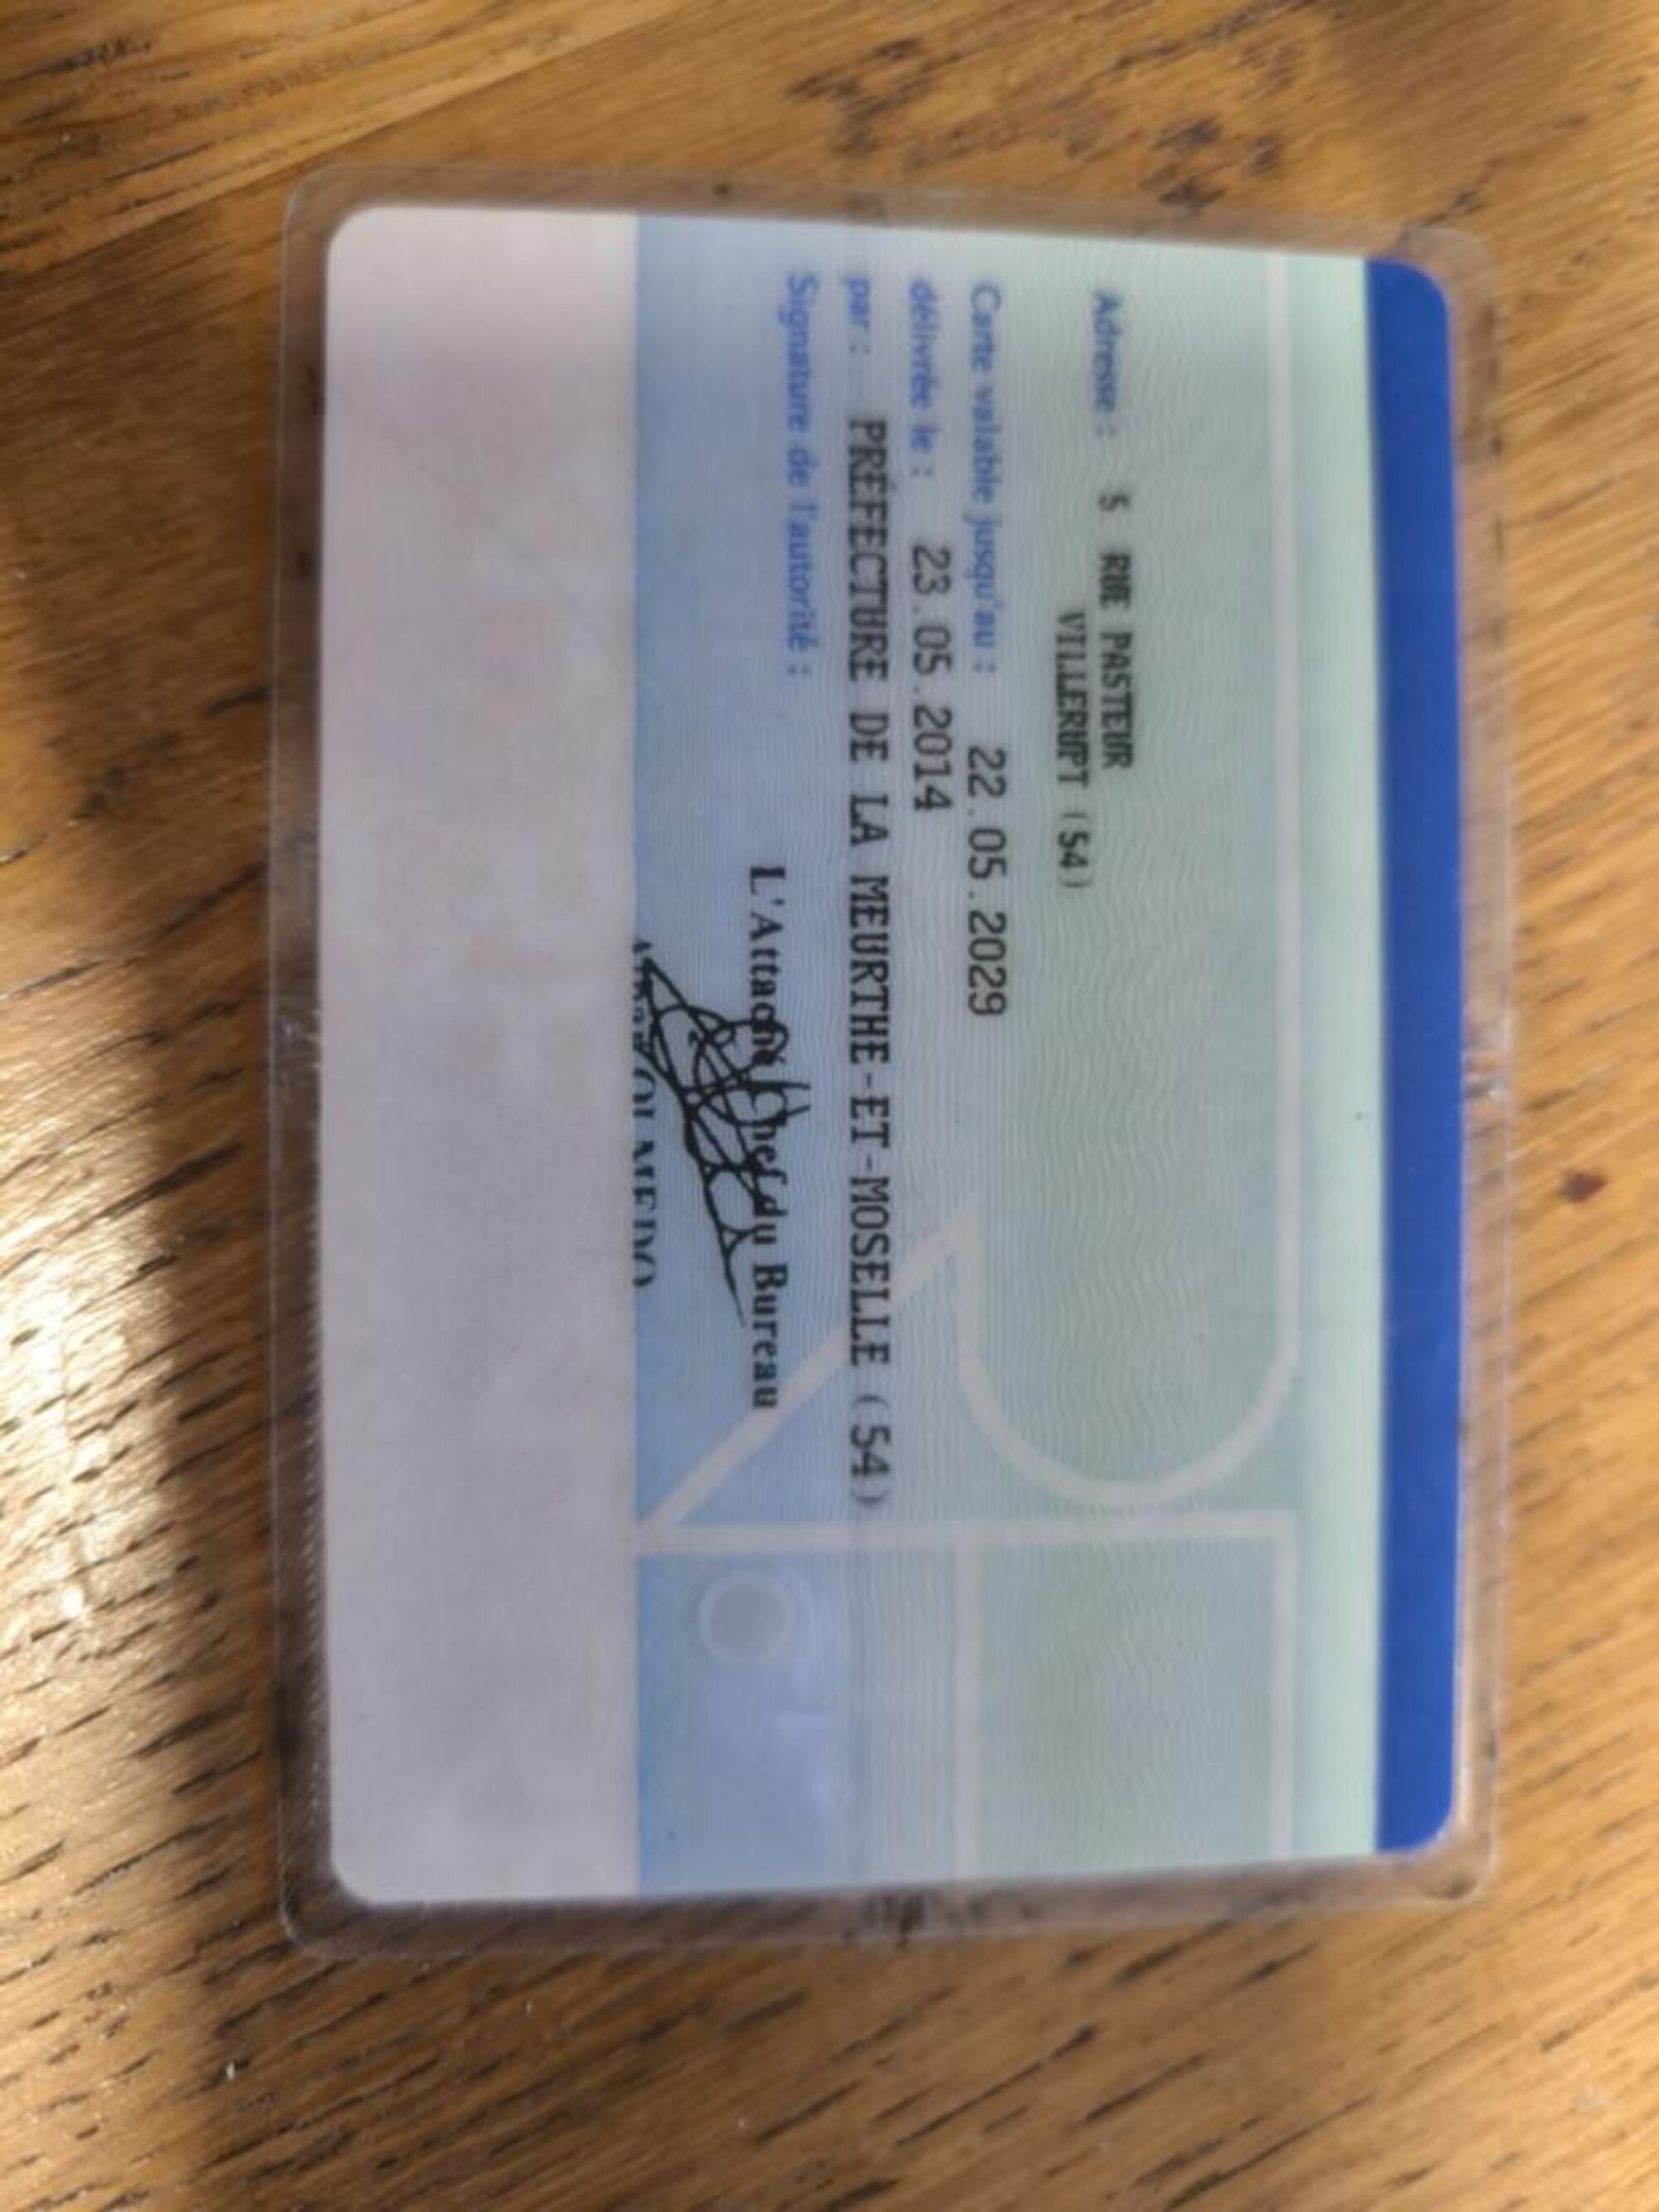 Adresse : 5 RUE PASTEUR
VILLERUPT (54)
Carte valable jusqu'au : 22.05.2029
délivrée le : 23.05.2014
par : PRÉFECTURE DE LA MEURTHE-ET-MOSELLE (54)
Signature de l'autorité :
L'Attaché Chef du Bureau